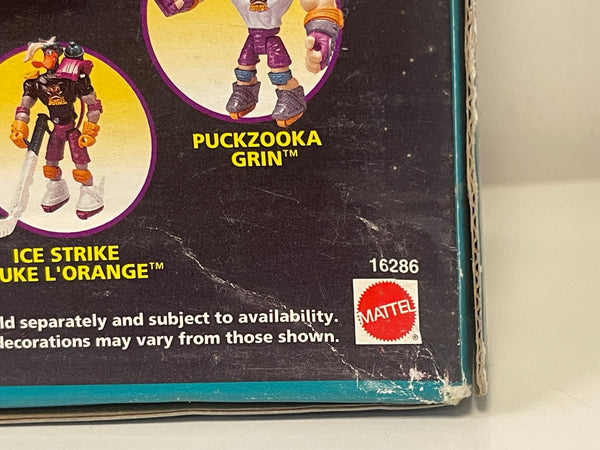 PUCKZOOKA
GRIN™
ICE STRIKE
UKE L'ORANGE™
16286
ld separately and subject to availability.
decorations may vary from those shown.
MATTEL
®